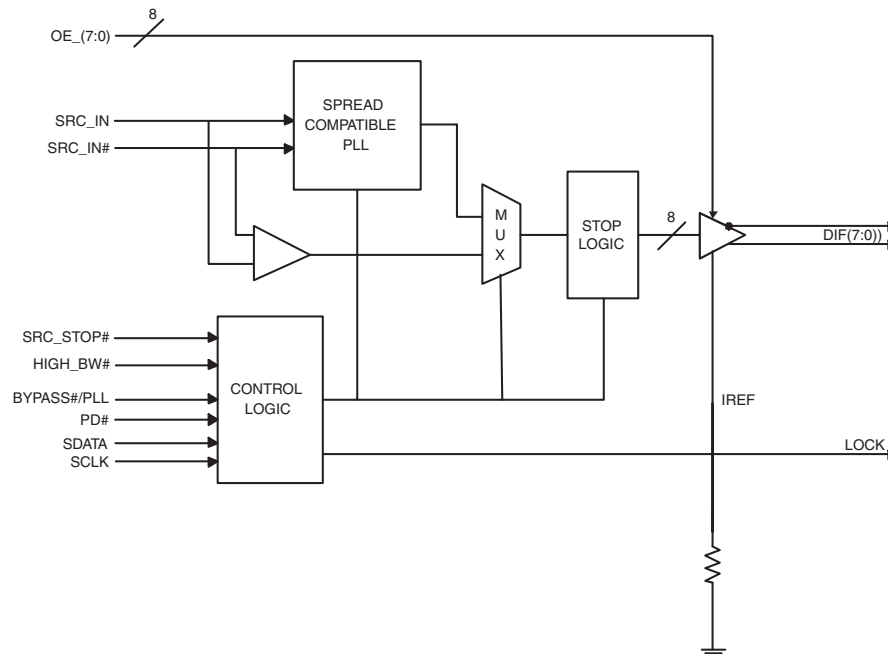 8
OE_(7:0)
SPREAD
COMPATIBLE
PLL
SRC_IN
SRC_IN#
M
U
X
STOP
LOGIC
8
DIF(7:0))
SRC_STOP#
HIGH_BW#
BYPASS#/PLL
PD#
SDATA
SCLK
CONTROL
LOGIC
IREF
LOCK